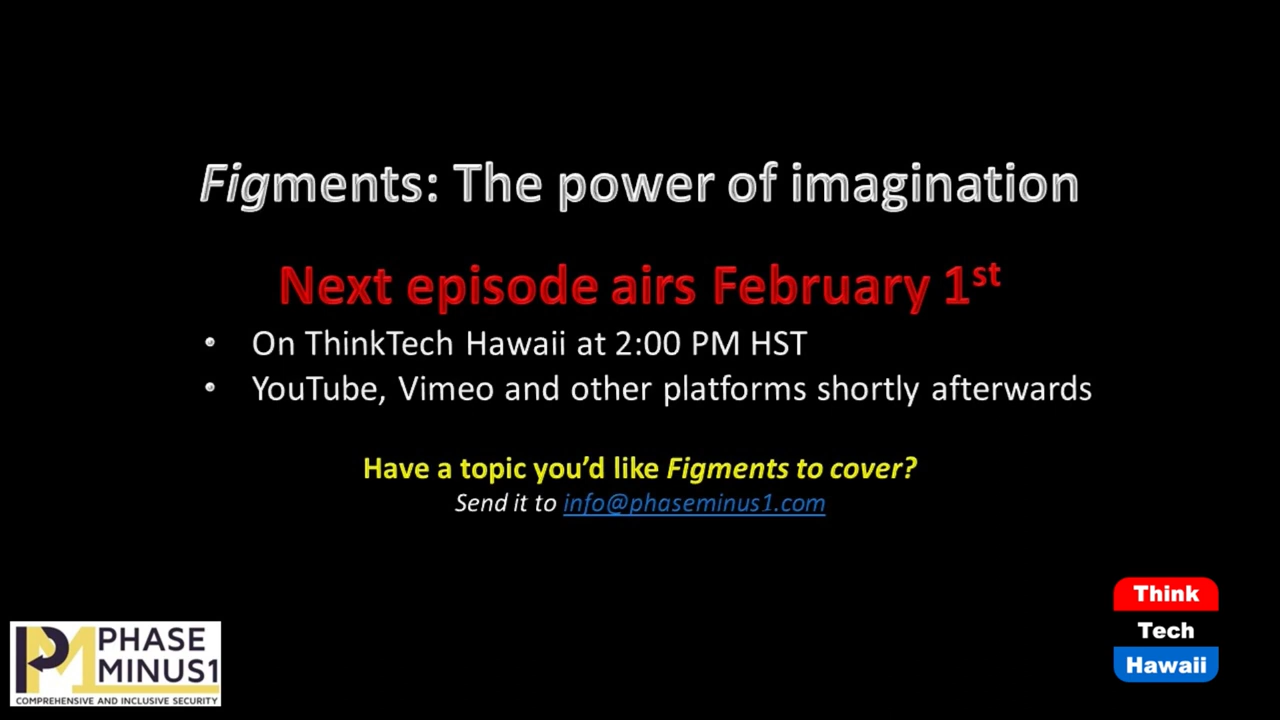 Figments: The power of imagination
Next episode airs February 1st
• On ThinkTech Hawaii at 2:00 PM HST
• YouTube, Vimeo and other platforms shortly afterwards
Have a topic you'd like Figments to cover?
Send it to info@phaseminus1.com
Think
Tech
Hawaii
PM PHASE
MINUS1
COMPREHENSIVE AND INCLUSIVE SECURITY